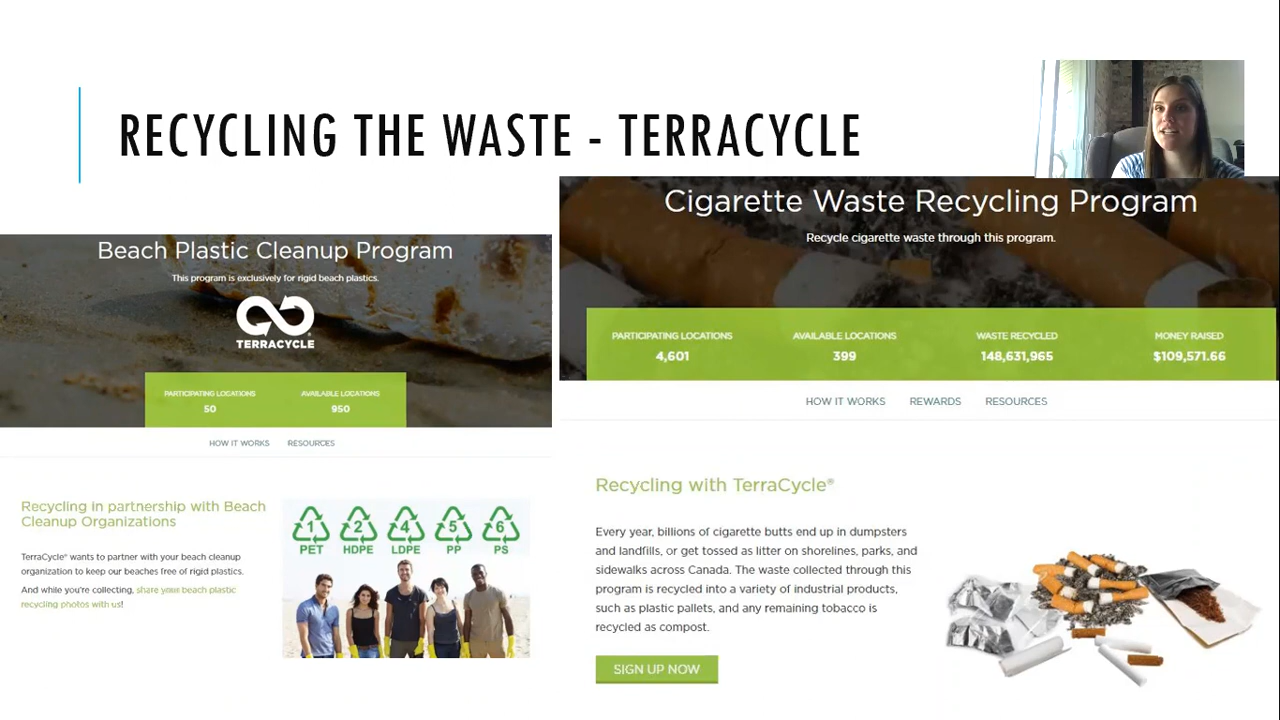 RECYCLING THE WASTE - TERRACYCLE
Beach Plastic Cleanup Program
This program is exclusively for rigid beach plastics.
TERRACYCLE
PARTICIPATING LOCATIONS
50
AVAILABLE LOCATIONS
950
HOW IT WORKS
RESOURCES
Recycling in partnership with Beach
Cleanup Organizations
TerraCycle® wants to partner with your beach cleanup
organization to keep our beaches free of rigid plastics.
And while you're collecting, share your beach plastic
recycling photos with us!
1 2 4 5 6
PET HDPE LDPE PP PS
Cigarette Waste Recycling Program
Recycle cigarette waste through this program.
PARTICIPATING LOCATIONS
4,601
AVAILABLE LOCATIONS
399
WASTE RECYCLED
148,631,965
MONEY RAISED
$109,571.66
HOW IT WORKS
REWARDS
RESOURCES
Recycling with TerraCycle®
Every year, billions of cigarette butts end up in dumpsters
and landfills, or get tossed as litter on shorelines, parks, and
sidewalks across Canada. The waste collected through this
program is recycled into a variety of industrial products,
such as plastic pallets, and any remaining tobacco is
recycled as compost.
SIGN UP NOW